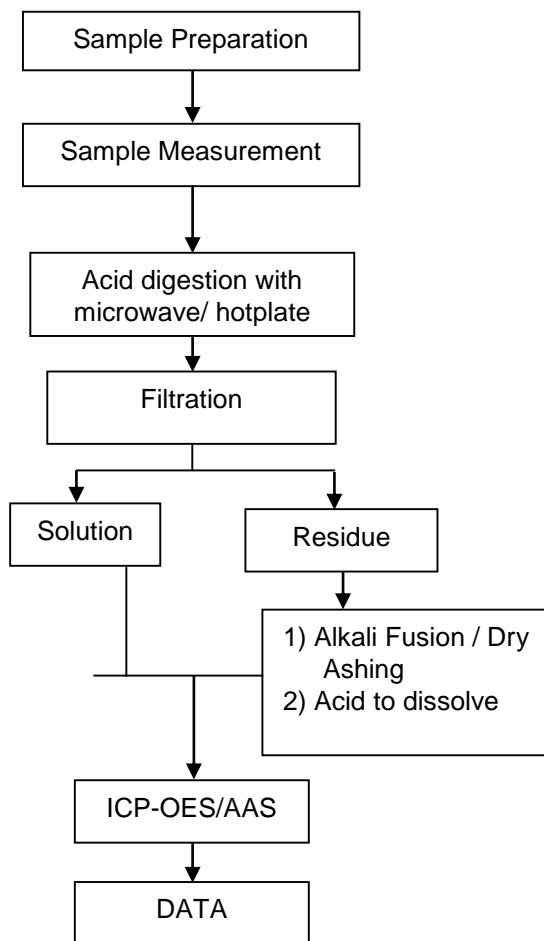 Sample Preparation
Sample Measurement
Acid digestion with
microwave/ hotplate
Filtration
Solution
Residue
1) Alkali Fusion / Dry
Ashing
2) Acid to dissolve
ICP-OES/AAS
DATA